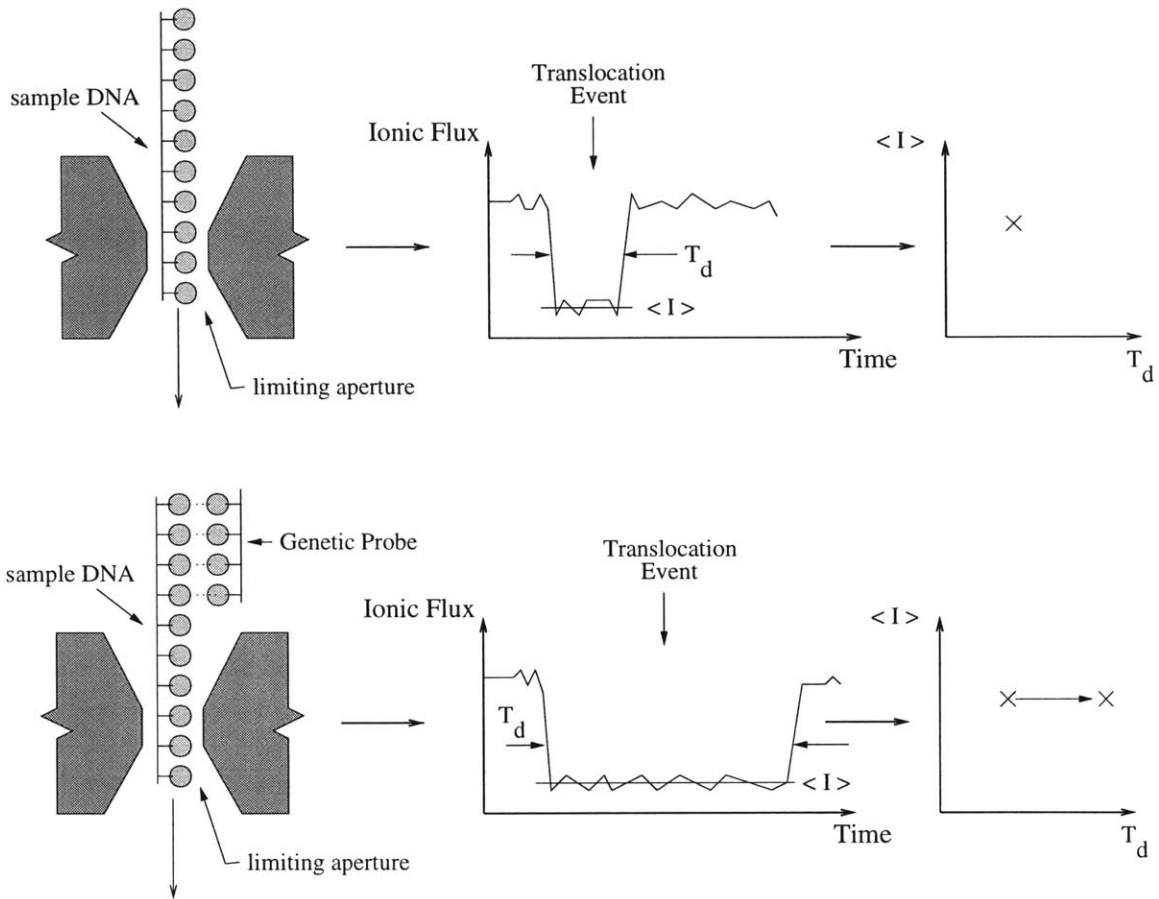 sample DNA
limiting aperture
Translocation
Event
Ionic Flux
T d
< I >
Time
< I >
T d
sample DNA
Genetic Probe
limiting aperture
Translocation
Event
Ionic Flux
T d
< I >
Time
< I >
T d